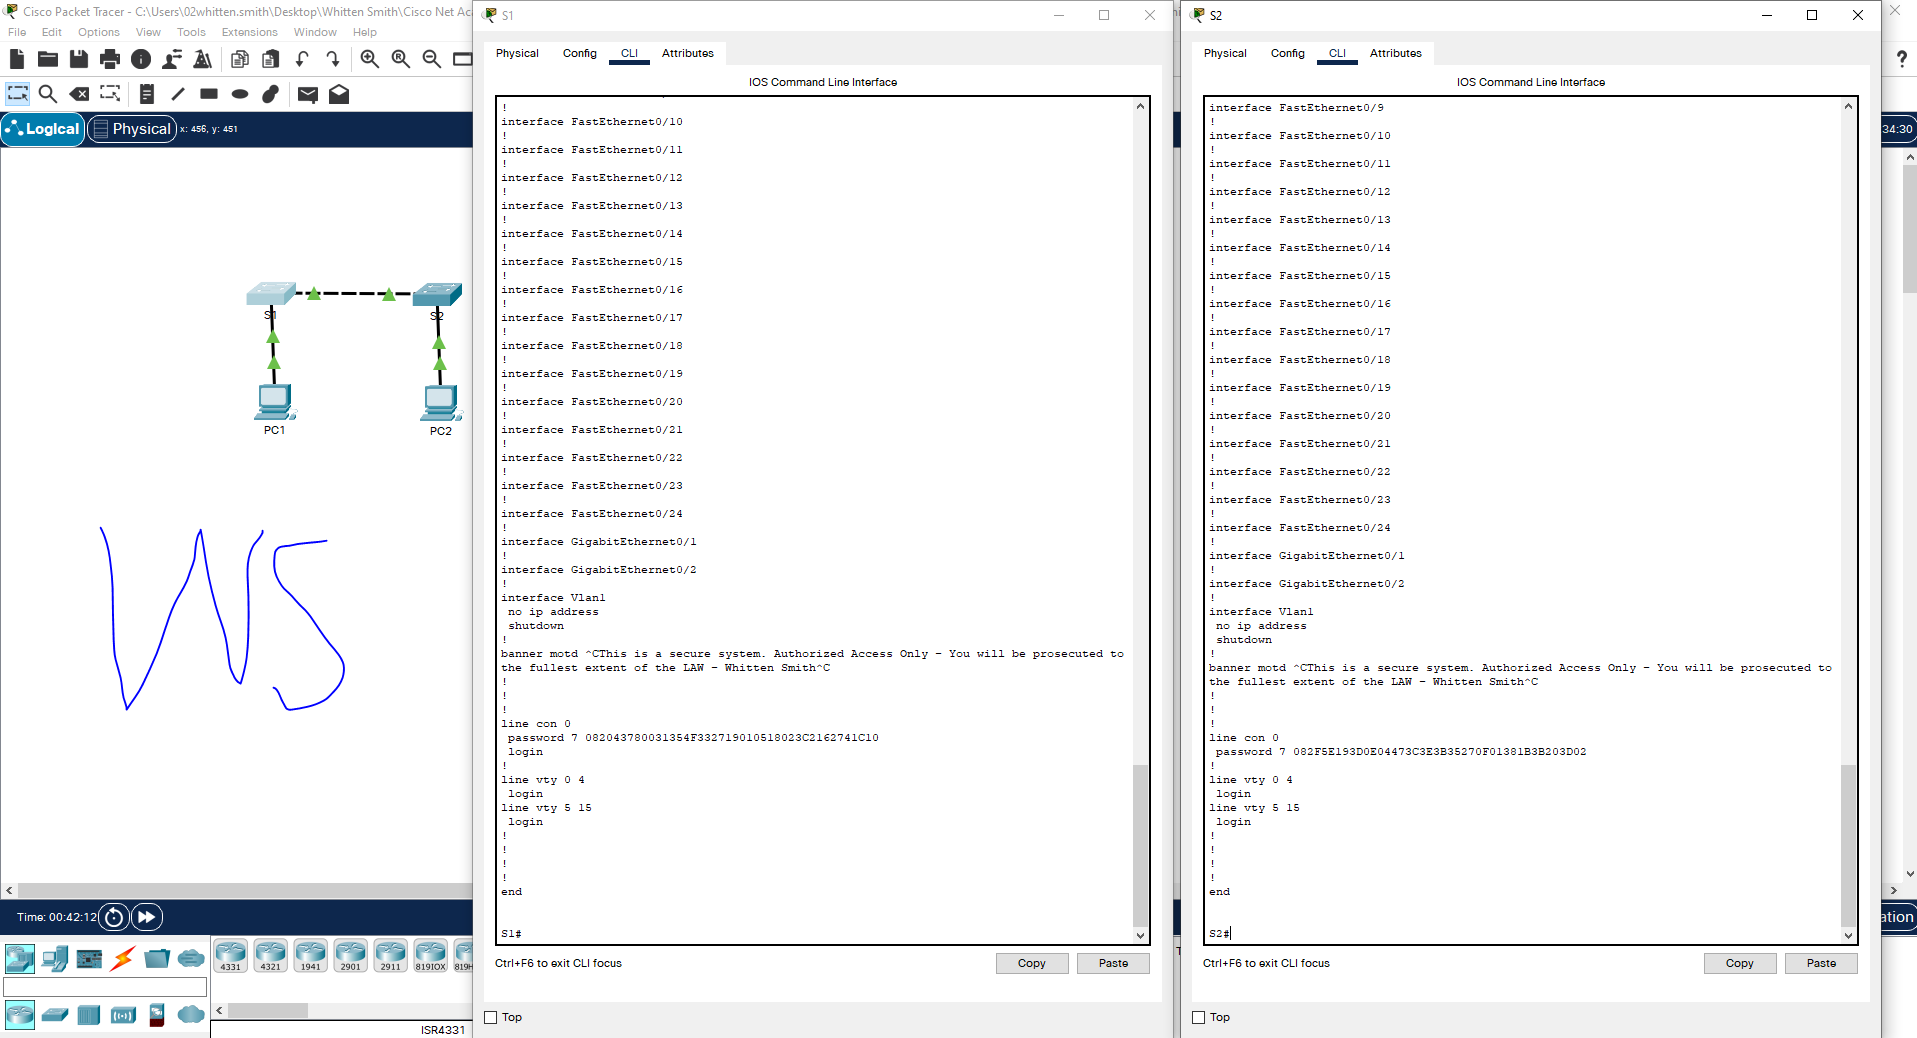 Cisco Packet Tracer - C:\Users\02whitten.smith\Desktop\Whitten Smith\Cisco Net Aca
File Edit Options View Tools Extensions Window Help
Logical Physical x: 456, y: 451
S1
S2
PC1
PC2
WS
Time: 00:42:12
4331 4321 1941 2901 2911 819IOX 819H
ISR4331
S1
Physical Config CLI Attributes
IOS Command Line Interface
!
interface FastEthernet0/10
!
interface FastEthernet0/11
!
interface FastEthernet0/12
!
interface FastEthernet0/13
!
interface FastEthernet0/14
!
interface FastEthernet0/15
!
interface FastEthernet0/16
!
interface FastEthernet0/17
!
interface FastEthernet0/18
!
interface FastEthernet0/19
!
interface FastEthernet0/20
!
interface FastEthernet0/21
!
interface FastEthernet0/22
!
interface FastEthernet0/23
!
interface FastEthernet0/24
!
interface GigabitEthernet0/1
!
interface GigabitEthernet0/2
!
interface Vlan1
no ip address
shutdown
!
banner motd ^CThis is a secure system. Authorized Access Only - You will be prosecuted to
the fullest extent of the LAW - Whitten Smith^C
!
!
!
line con 0
password 7 082043780031354F332719010518023C2162741C10
login
!
line vty 0 4
login
line vty 5 15
login
!
!
!
!
end
S1#
Ctrl+F6 to exit CLI focus
Copy Paste
Top
S2
Physical Config CLI Attributes
IOS Command Line Interface
interface FastEthernet0/9
!
interface FastEthernet0/10
!
interface FastEthernet0/11
!
interface FastEthernet0/12
!
interface FastEthernet0/13
!
interface FastEthernet0/14
!
interface FastEthernet0/15
!
interface FastEthernet0/16
!
interface FastEthernet0/17
!
interface FastEthernet0/18
!
interface FastEthernet0/19
!
interface FastEthernet0/20
!
interface FastEthernet0/21
!
interface FastEthernet0/22
!
interface FastEthernet0/23
!
interface FastEthernet0/24
!
interface GigabitEthernet0/1
!
interface GigabitEthernet0/2
!
interface Vlan1
no ip address
shutdown
!
banner motd ^CThis is a secure system. Authorized Access Only - You will be prosecuted to
the fullest extent of the LAW - Whitten Smith^C
!
!
!
line con 0
password 7 082F5E193D0E04473C3E3B35270F01381B3B203D02
!
line vty 0 4
login
line vty 5 15
login
!
!
!
!
end
S2#
Ctrl+F6 to exit CLI focus
Copy Paste
Top
34:30
ation